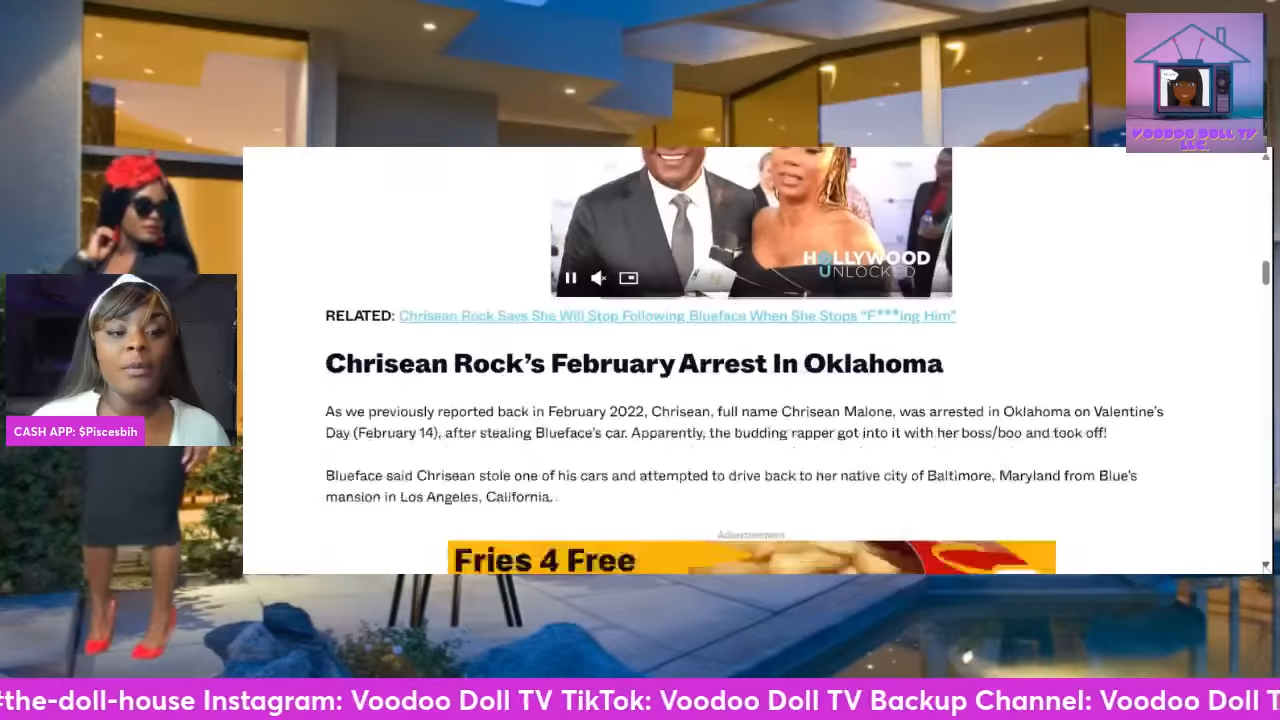 VOODOO DOLL TV
LLC.
HOLLYWOOD
UNLOCKED
RELATED: Chrisean Rock Says She Will Stop Following Blueface When She Stops "F***ing Him"
Chrisean Rock's February Arrest In Oklahoma
As we previously reported back in February 2022, Chrisean, full name Chrisean Malone, was arrested in Oklahoma on Valentine's
Day (February 14), after stealing Blueface's car. Apparently, the budding rapper got into it with her boss/boo and took off!
CASH APP: $Piscesbih
Blueface said Chrisean stole one of his cars and attempted to drive back to her native city of Baltimore, Maryland from Blue's
mansion in Los Angeles, California.
Advertisement
Fries 4 Free
#the-doll-house Instagram: Voodoo Doll TV TikTok: Voodoo Doll TV Backup Channel: Voodoo Doll T